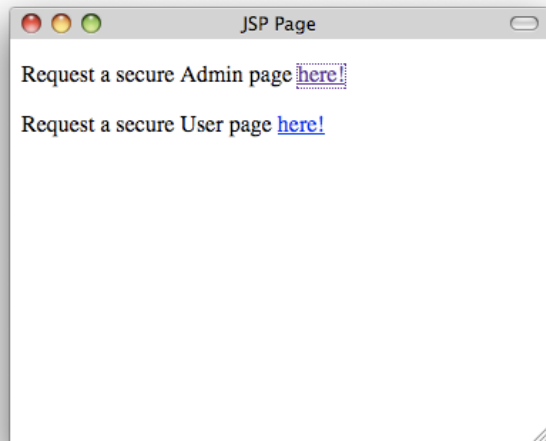 JSP Page
Request a secure Admin page here!
Request a secure User page here!